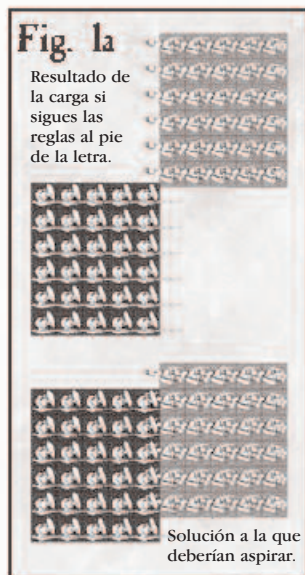 Fig. 1a
Resultado de
la carga si
sigues las
reglas al pie
de la letra.
Solución a la que
deberían aspirar.